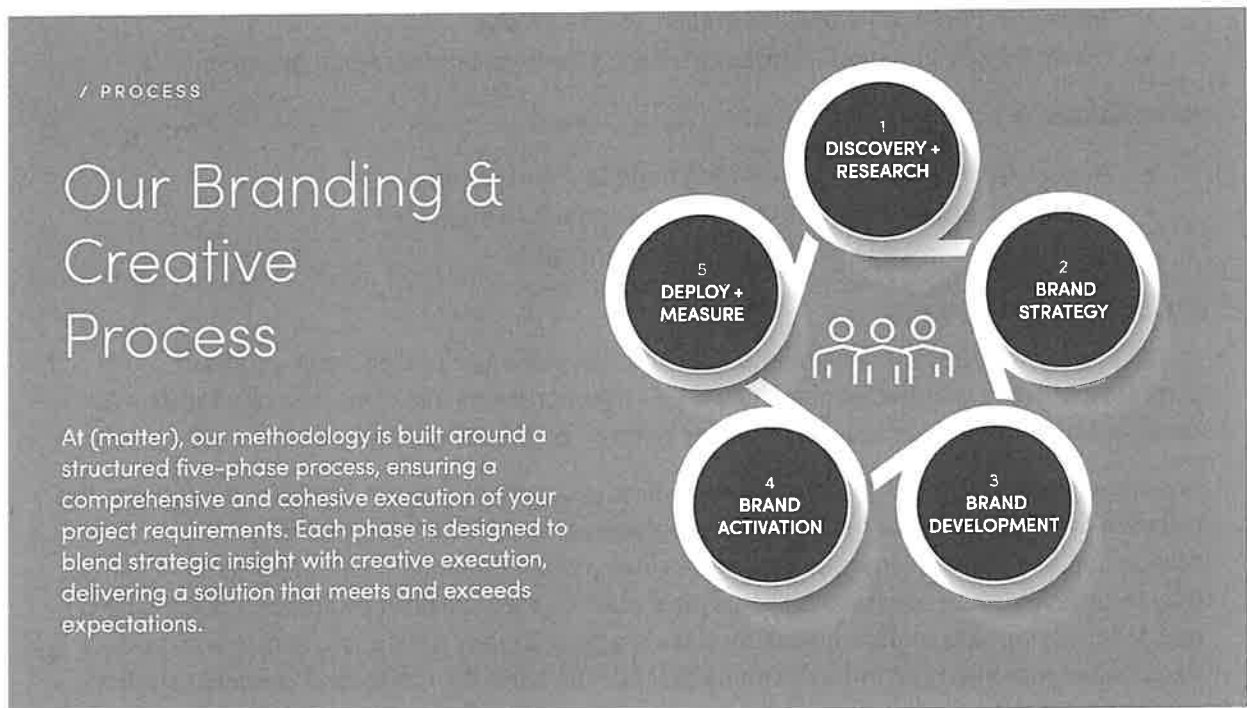 / PROCESS
Our Branding &
Creative
Process
At (matter), our methodology is built around a
structured five-phase process, ensuring a
comprehensive and cohesive execution of your
project requirements. Each phase is designed to
blend strategic insight with creative execution,
delivering a solution that meets and exceeds
expectations.
1
DISCOVERY +
RESEARCH
2
BRAND
STRATEGY
3
BRAND
DEVELOPMENT
4
BRAND
ACTIVATION
5
DEPLOY +
MEASURE